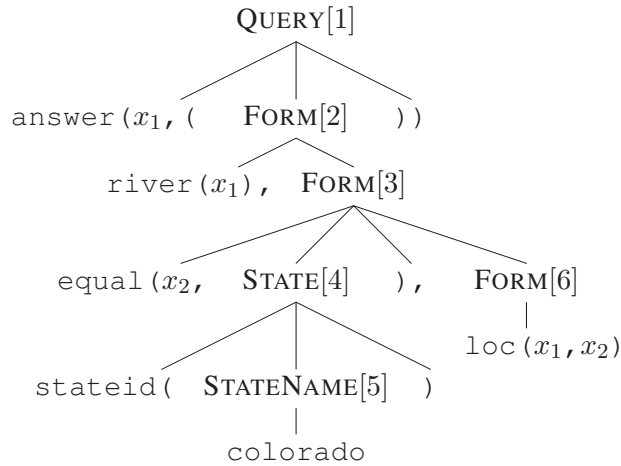 QUERY[1]
answer(x₁,( FORM[2] ))
river(x₁), FORM[3]
equal(x₂, STATE[4] ), FORM[6]
loc(x₁,x₂)
stateid( STATENAME[5] )
colorado